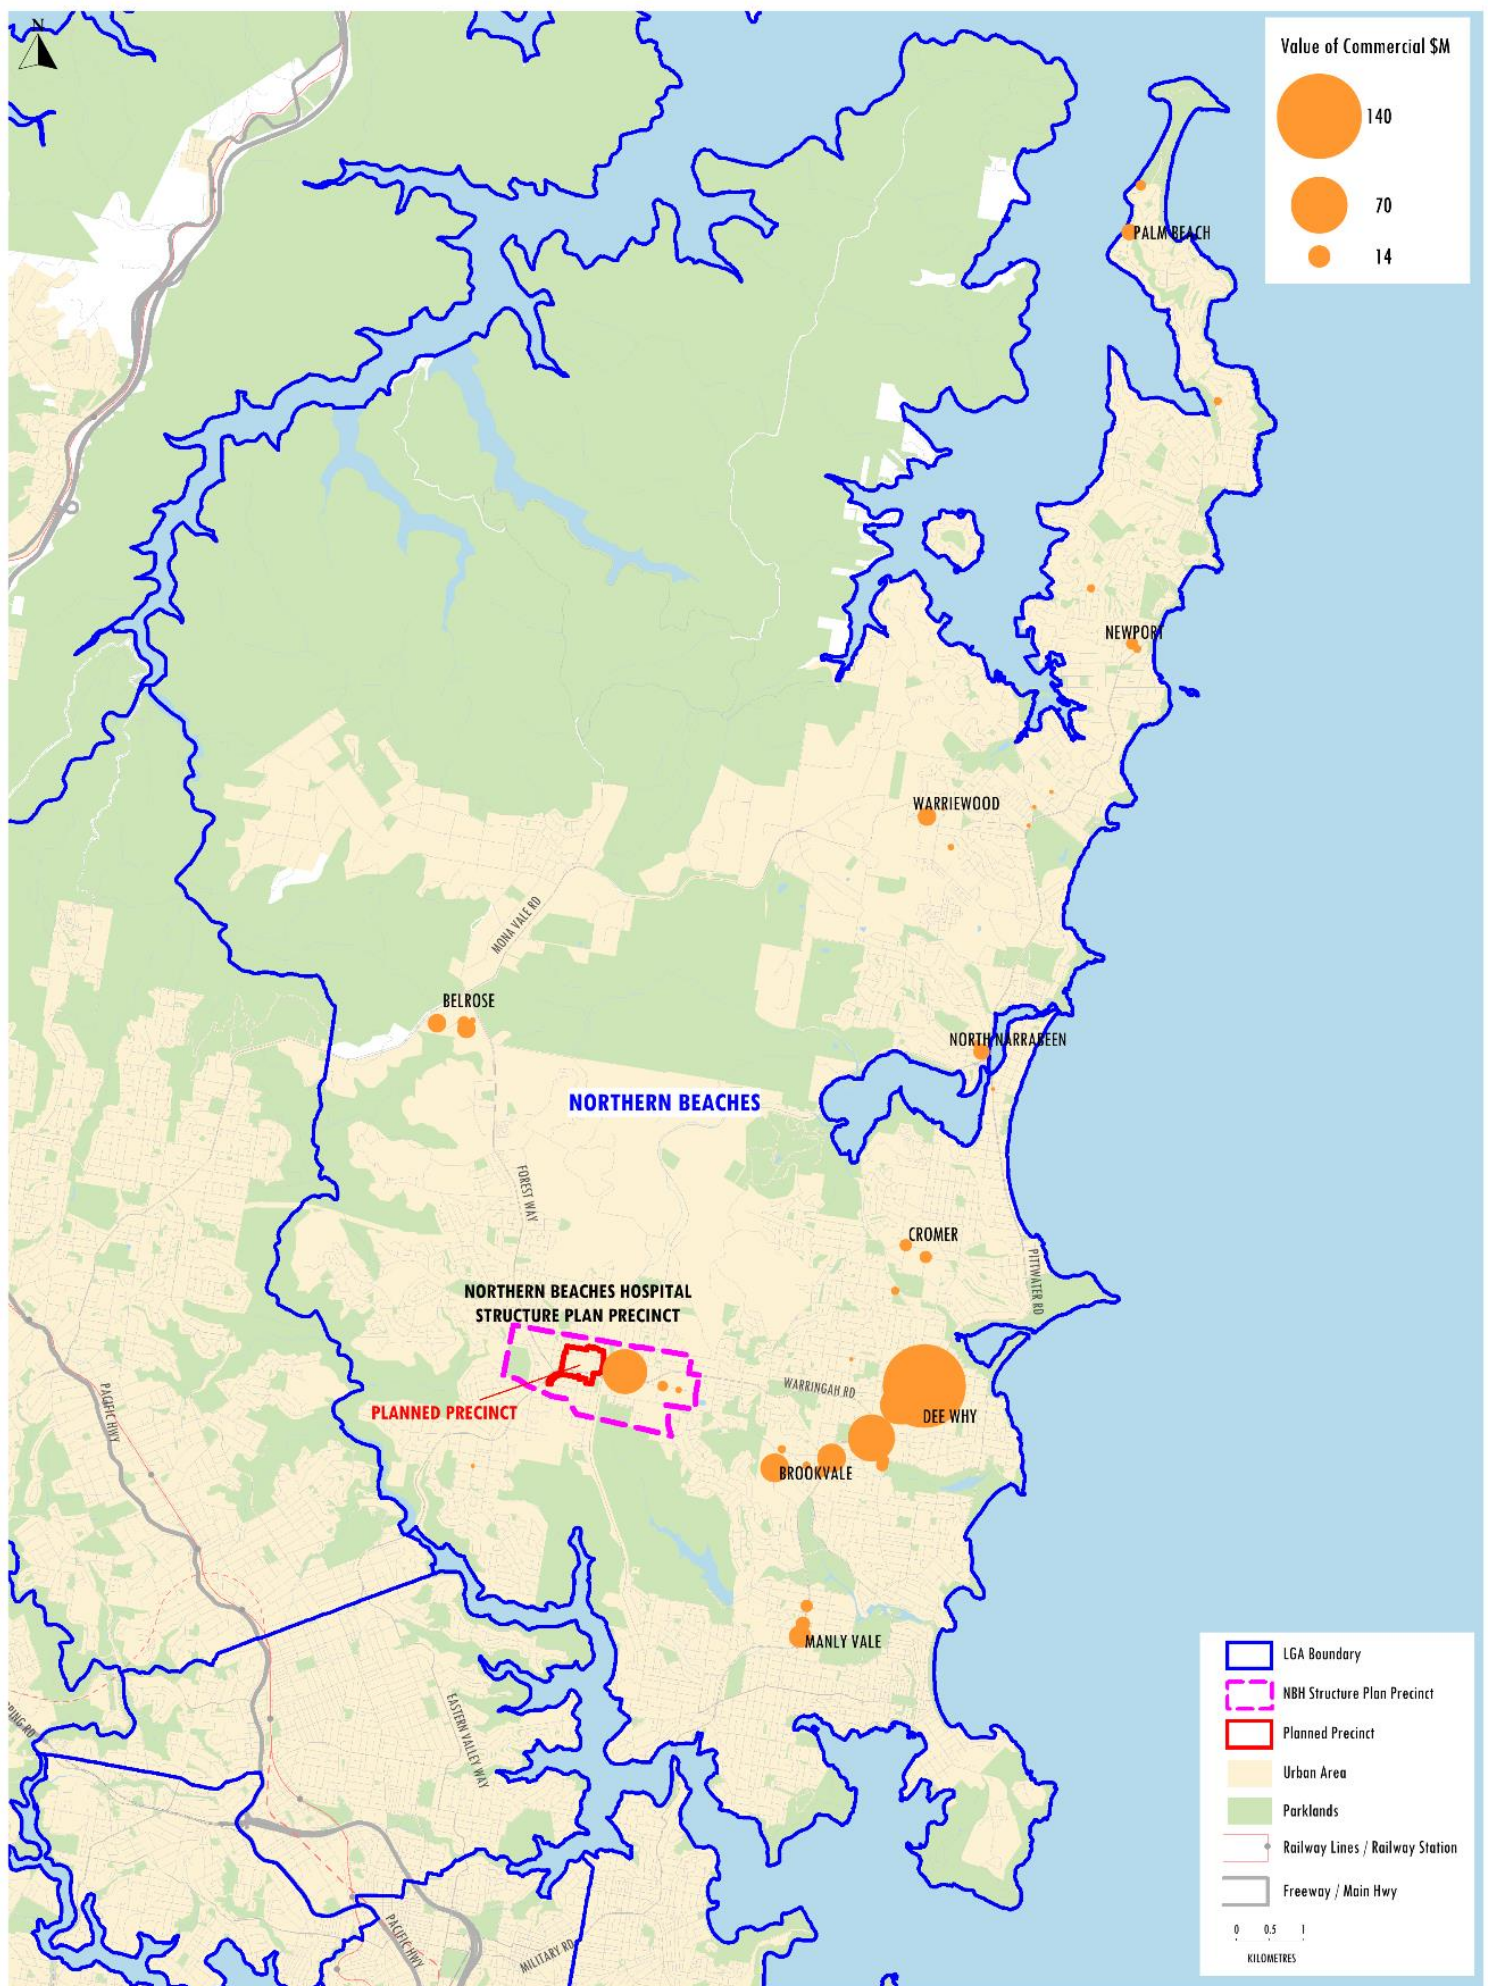 N
Value of Commercial $M
140
70
14
PALM BEACH
NEWPORT
WARRIEWOOD
MONA VALE RD
BELROSE
NORTH NARRABEEN
NORTHERN BEACHES
FOREST WAY
CROMER
PITTWATER RD
NORTHERN BEACHES HOSPITAL
STRUCTURE PLAN PRECINCT
PLANNED PRECINCT
WARRINGAH RD
DEE WHY
BROOKVALE
PACIFIC HWY
MANLY VALE
EASTERN VALLEY WAY
PACIFIC HWY
MILITARY RD
LGA Boundary
NBH Structure Plan Precinct
Planned Precinct
Urban Area
Parklands
Railway Lines / Railway Station
Freeway / Main Hwy
0 0.5 1
KILOMETRES